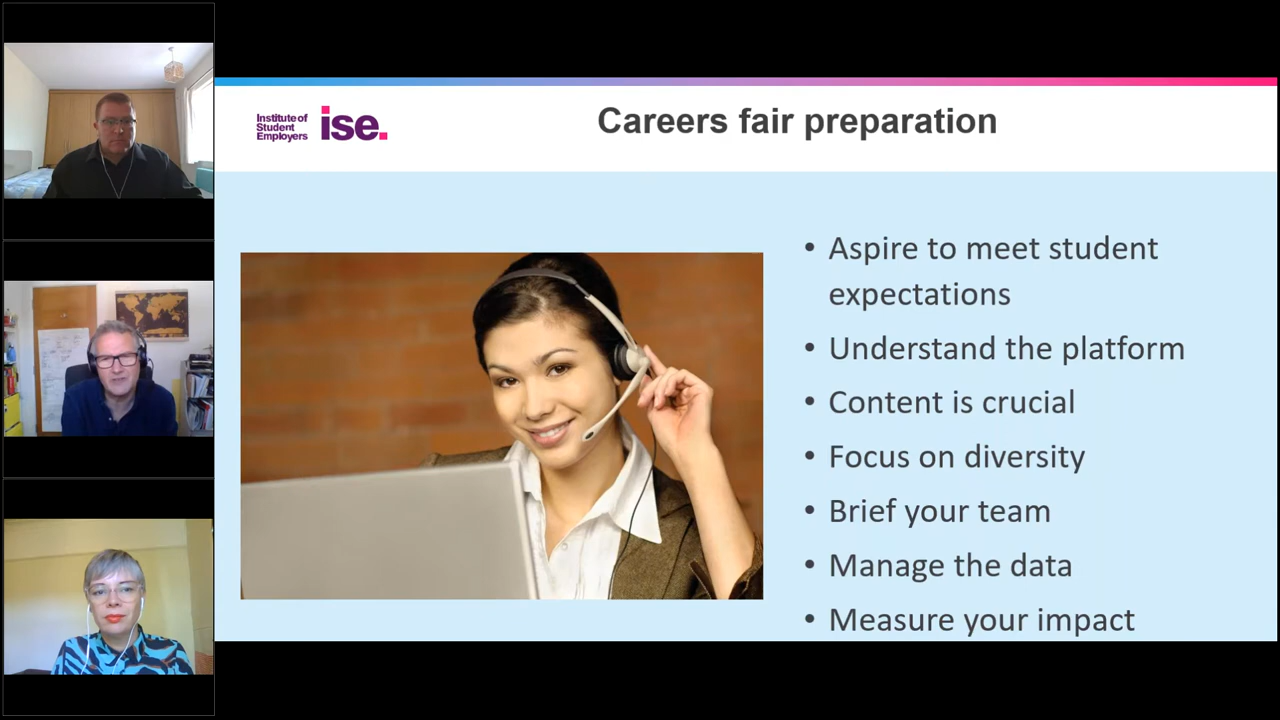 Institute of
Student
Employers
ise.
Careers fair preparation
• Aspire to meet student
expectations
• Understand the platform
• Content is crucial
• Focus on diversity
• Brief your team
• Manage the data
• Measure your impact